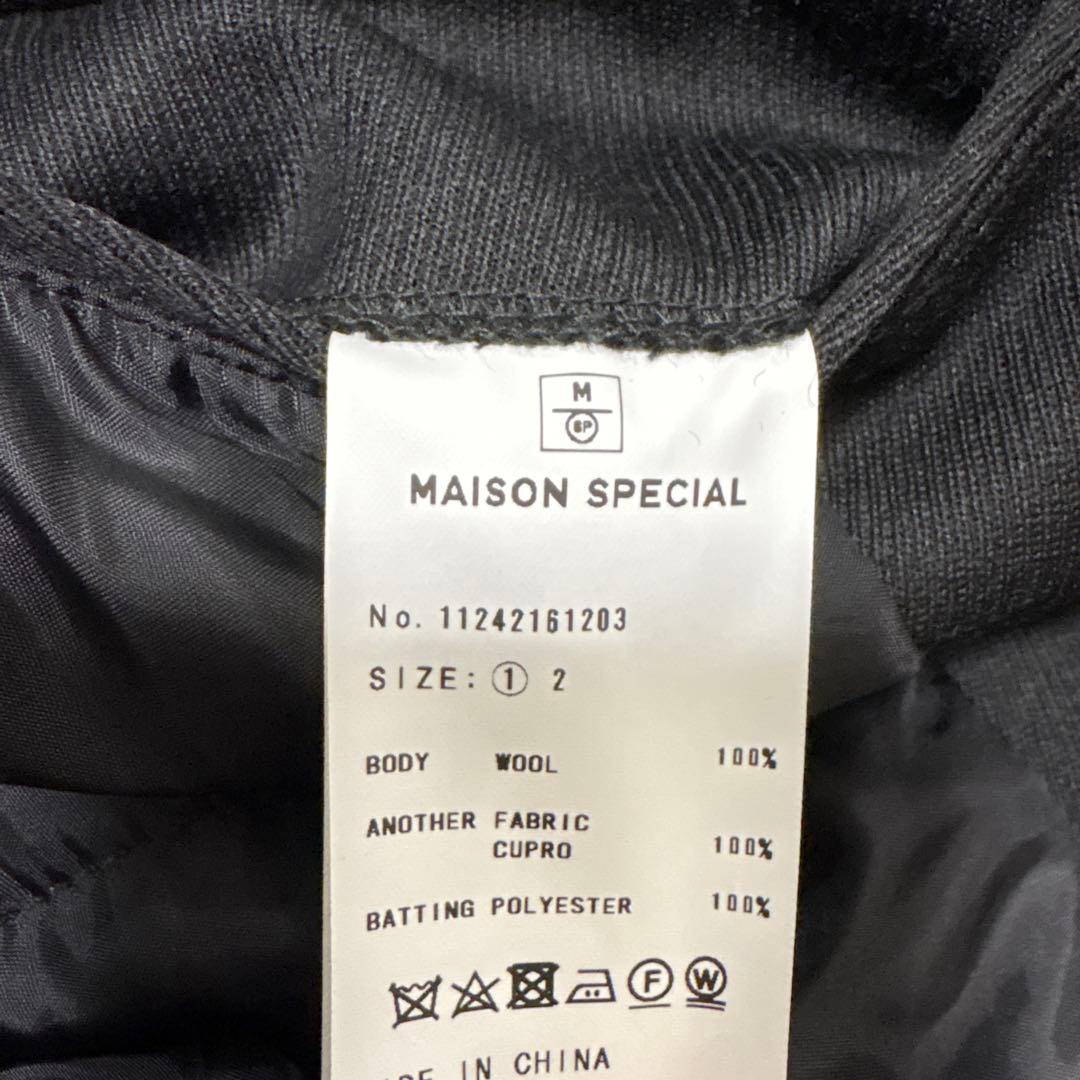 M
SP
MAISON SPECIAL
No. 11242161203
SIZE: ① 2
BODY WOOL 100%
ANOTHER FABRIC
CUPRO 100%
BATTING POLYESTER 100%
F W
IN CHINA